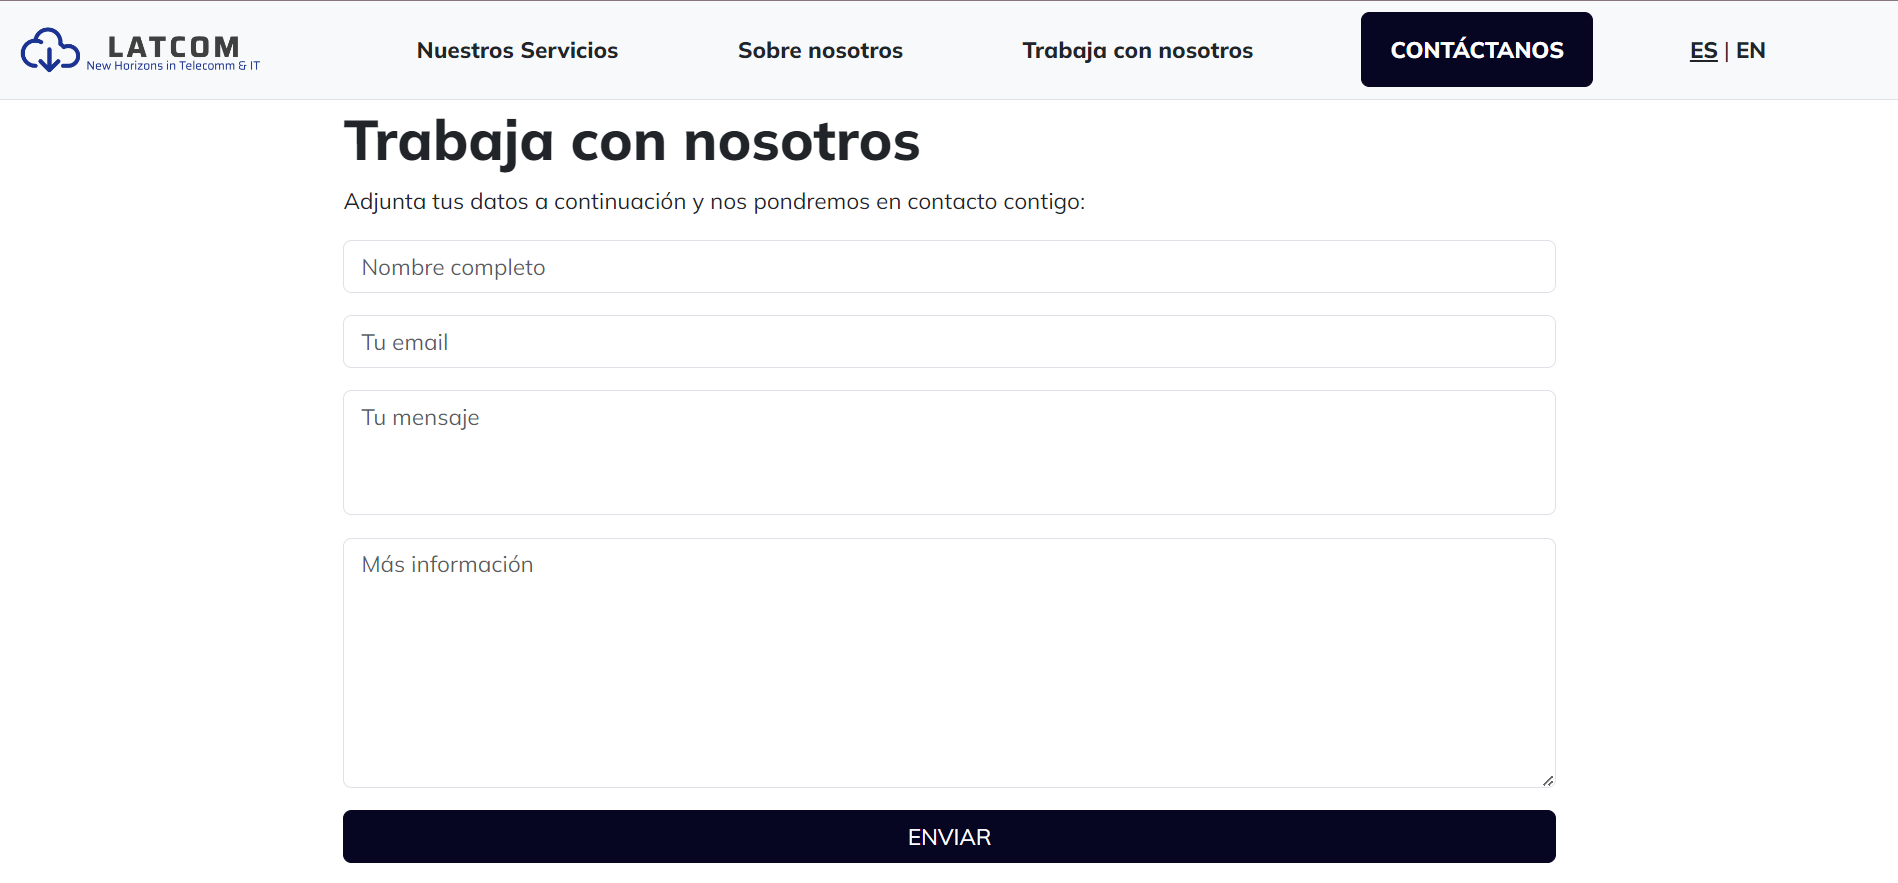 LATCOM
New Horizons in Telecomm & IT
Nuestros Servicios
Sobre nosotros
Trabaja con nosotros
CONTÁCTANOS
ES | EN
Trabaja con nosotros
Adjunta tus datos a continuación y nos pondremos en contacto contigo:
Nombre completo
Tu email
Tu mensaje
Más información
ENVIAR